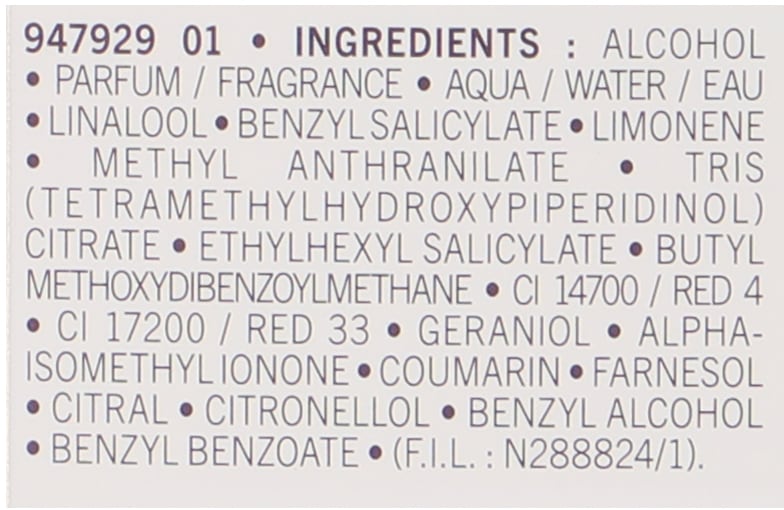 947929 01 • INGREDIENTS : ALCOHOL
• PARFUM / FRAGRANCE • AQUA / WATER / EAU
• LINALOOL • BENZYL SALICYLATE • LIMONENE
• METHYL ANTHRANILATE • TRIS
(TETRAMETHYLHYDROXYPIPERIDINOL)
CITRATE • ETHYLHEXYL SALICYLATE • BUTYL
METHOXYDIBENZOYLMETHANE • CI 14700 / RED 4
• CI 17200 / RED 33 • GERANIOL • ALPHA-
ISOMETHYL IONONE • COUMARIN • FARNESOL
• CITRAL • CITRONELLOL • BENZYL ALCOHOL
• BENZYL BENZOATE • (F.I.L. : N288824/1).